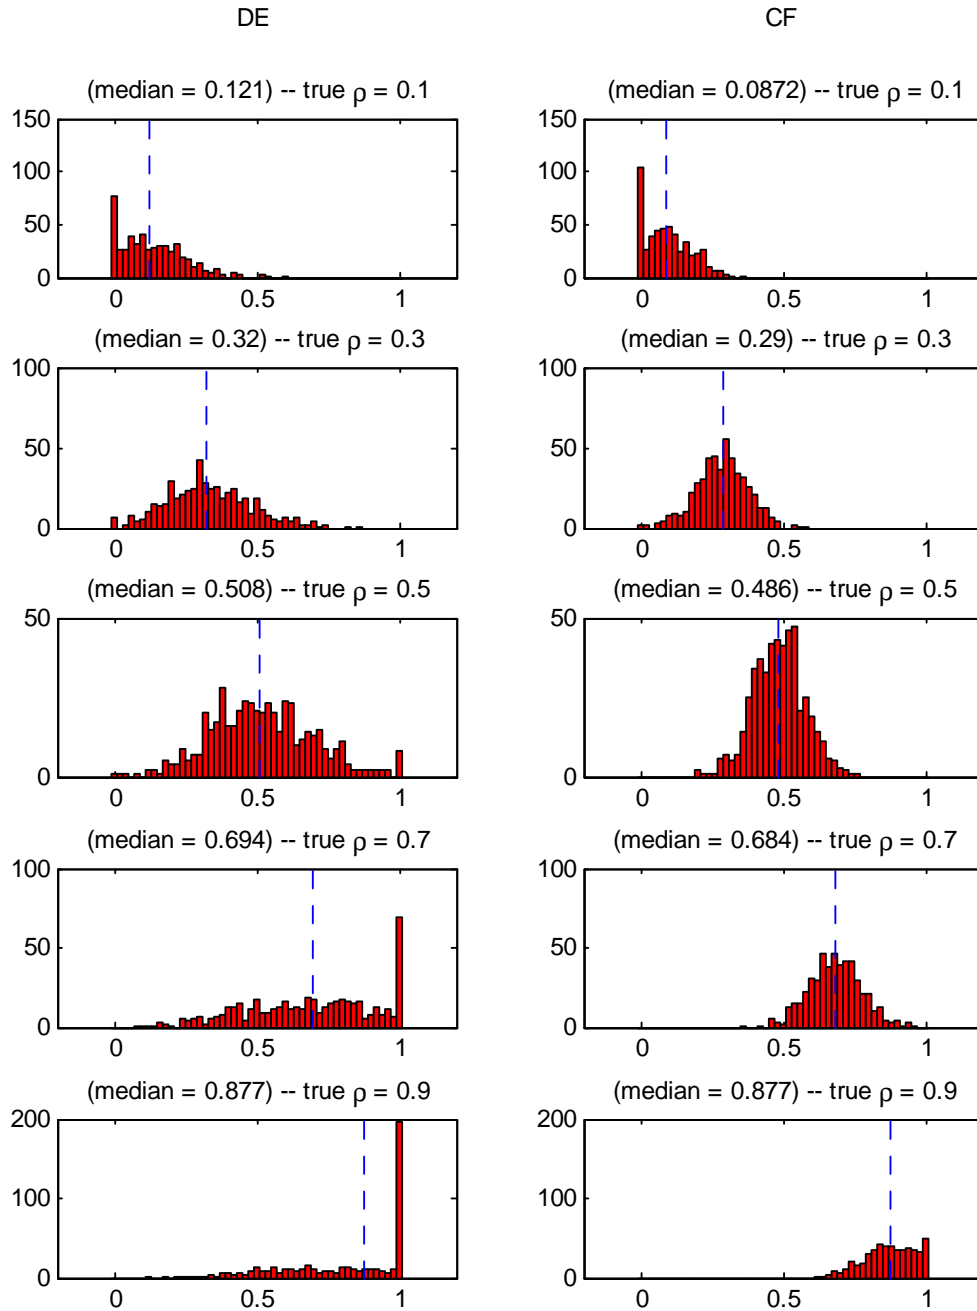 DE CF
(median = 0.121) -- true ρ = 0.1 (median = 0.0872) -- true ρ = 0.1
150 150
100 100
50 50
0 0
0 0.5 1 0 0.5 1
(median = 0.32) -- true ρ = 0.3 (median = 0.29) -- true ρ = 0.3
100 100
50 50
0 0
0 0.5 1 0 0.5 1
(median = 0.508) -- true ρ = 0.5 (median = 0.486) -- true ρ = 0.5
50 50
0 0
0 0.5 1 0 0.5 1
(median = 0.694) -- true ρ = 0.7 (median = 0.684) -- true ρ = 0.7
100 100
50 50
0 0
0 0.5 1 0 0.5 1
(median = 0.877) -- true ρ = 0.9 (median = 0.877) -- true ρ = 0.9
200 200
100 100
0 0
0 0.5 1 0 0.5 1